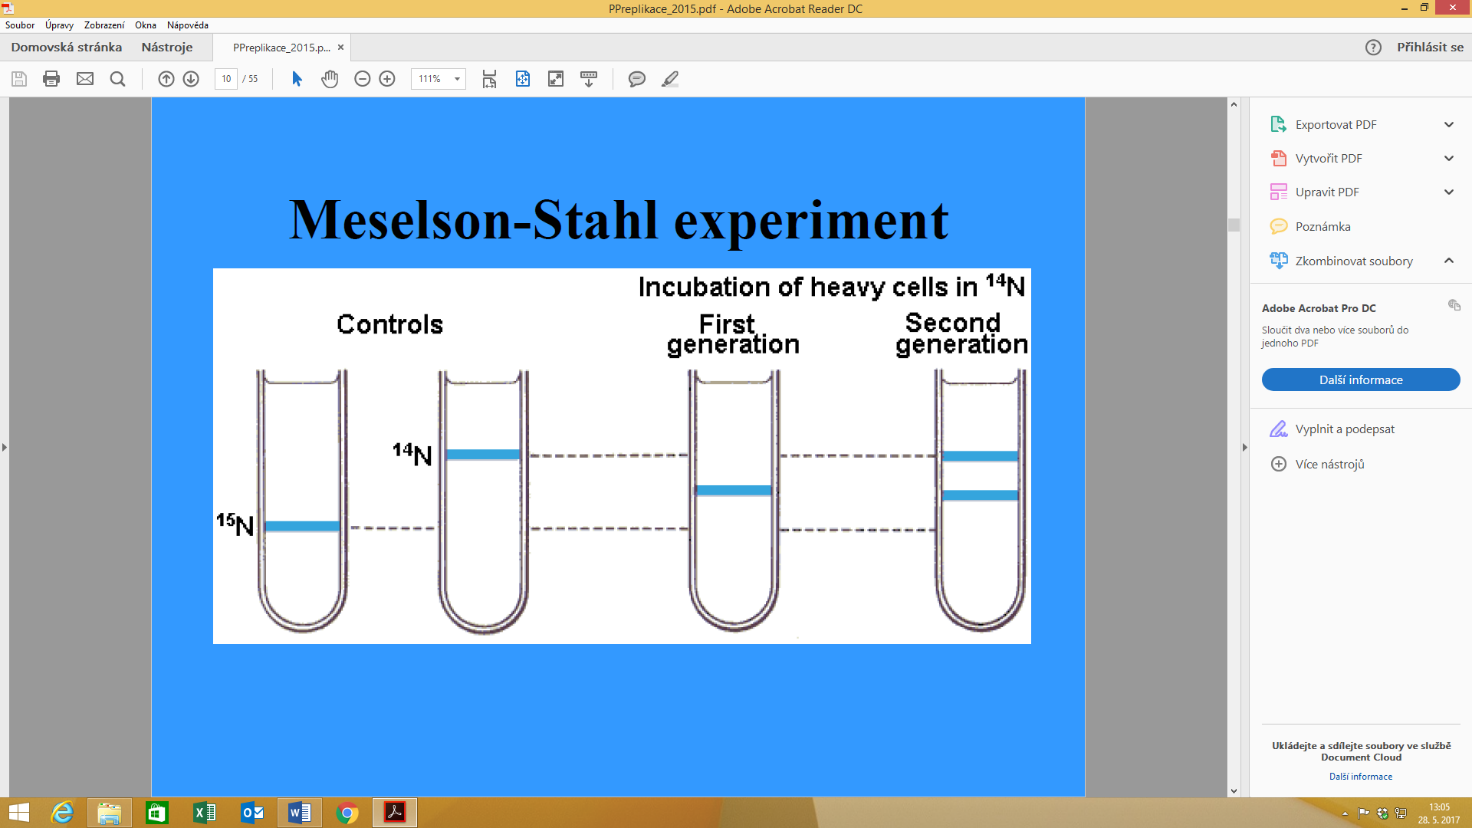 PPreplikace_2015.pdf - Adobe Acrobat Reader DC
Soubor Úpravy Zobrazení Okna Nápověda
Domovská stránka Nástroje PPreplikace_2015.p... × Přihlásit se
10 / 55 111%
Meselson-Stahl experiment
Incubation of heavy cells in ¹⁴N
Controls
First generation
Second generation
¹⁴N
¹⁵N
Exportovat PDF
Vytvořit PDF
Upravit PDF
Poznámka
Zkombinovat soubory
Adobe Acrobat Pro DC
Sloučit dva nebo více souborů do
jednoho PDF
Další informace
Vyplnit a podepsat
Více nástrojů
Ukládejte a sdílejte soubory ve službě
Document Cloud
Další informace
13:05
28. 5. 2017